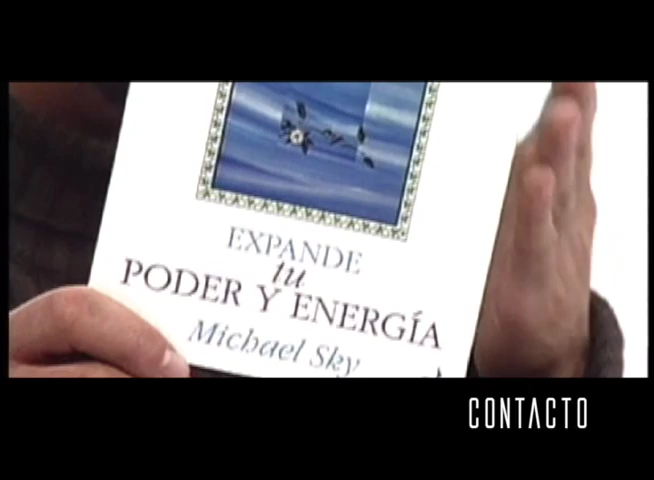 EXPANDE
tu
PODER Y ENERGÍA
Michael Sky
CONTACTO